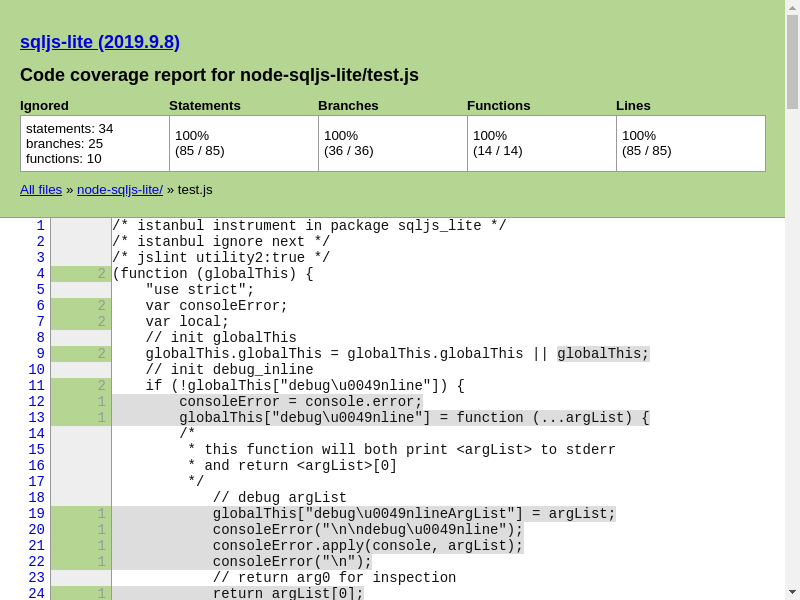 sqljs-lite (2019.9.8)
Code coverage report for node-sqljs-lite/test.js
Ignored Statements Branches Functions Lines
statements: 34
branches: 25
functions: 10
100% 100% 100% 100%
(85 / 85) (36 / 36) (14 / 14) (85 / 85)
All files » node-sqljs-lite/ » test.js
1 /* istanbul instrument in package sqljs_lite */
2 /* istanbul ignore next */
3 /* jslint utility2:true */
4 2 (function (globalThis) {
5 "use strict";
6 2 var consoleError;
7 2 var local;
8 // init globalThis
9 2 globalThis.globalThis = globalThis.globalThis || globalThis;
10 // init debug_inline
11 2 if (!globalThis["debug\u0049nline"]) {
12 1 consoleError = console.error;
13 1 globalThis["debug\u0049nline"] = function (...argList) {
14 /*
15 * this function will both print <argList> to stderr
16 * and return <argList>[0]
17 */
18 // debug argList
19 1 globalThis["debug\u0049nlineArgList"] = argList;
20 1 consoleError("\n\ndebug\u0049nline");
21 1 consoleError.apply(console, argList);
22 1 consoleError("\n");
23 // return arg0 for inspection
24 1 return argList[0];